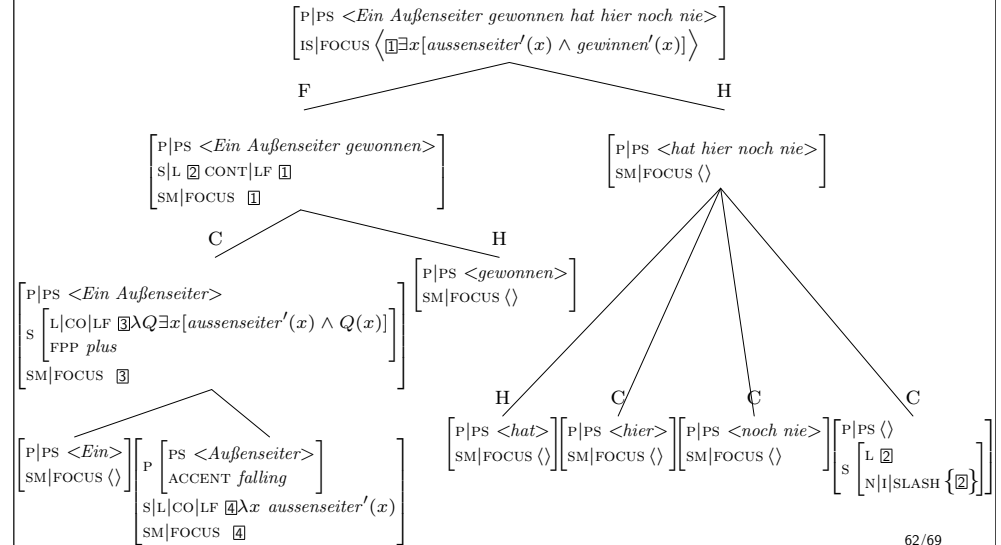 P|PS <Ein Außenseiter gewonnen hat hier noch nie>
IS|FOCUS ⟨[1]∃x[aussenseiter′(x) ∧ gewinnen′(x)]⟩
F H
P|PS <Ein Außenseiter gewonnen>
S|L [2] CONT|LF [1]
SM|FOCUS [1]
P|PS <hat hier noch nie>
SM|FOCUS ⟨⟩
C H
P|PS <Ein Außenseiter>
S [L|CO|LF [3]λQ∃x[aussenseiter′(x) ∧ Q(x)]
FPP plus]
SM|FOCUS [3]
P|PS <gewonnen>
SM|FOCUS ⟨⟩
H C C C
P|PS <Ein>
SM|FOCUS ⟨⟩
P [PS <Außenseiter>
ACCENT falling]
S|L|CO|LF [4]λx aussenseiter′(x)
SM|FOCUS [4]
P|PS <hat>
SM|FOCUS ⟨⟩
P|PS <hier>
SM|FOCUS ⟨⟩
P|PS <noch nie>
SM|FOCUS ⟨⟩
P|PS ⟨⟩
S [L [2]
N|I|SLASH {[2]}]
62/69